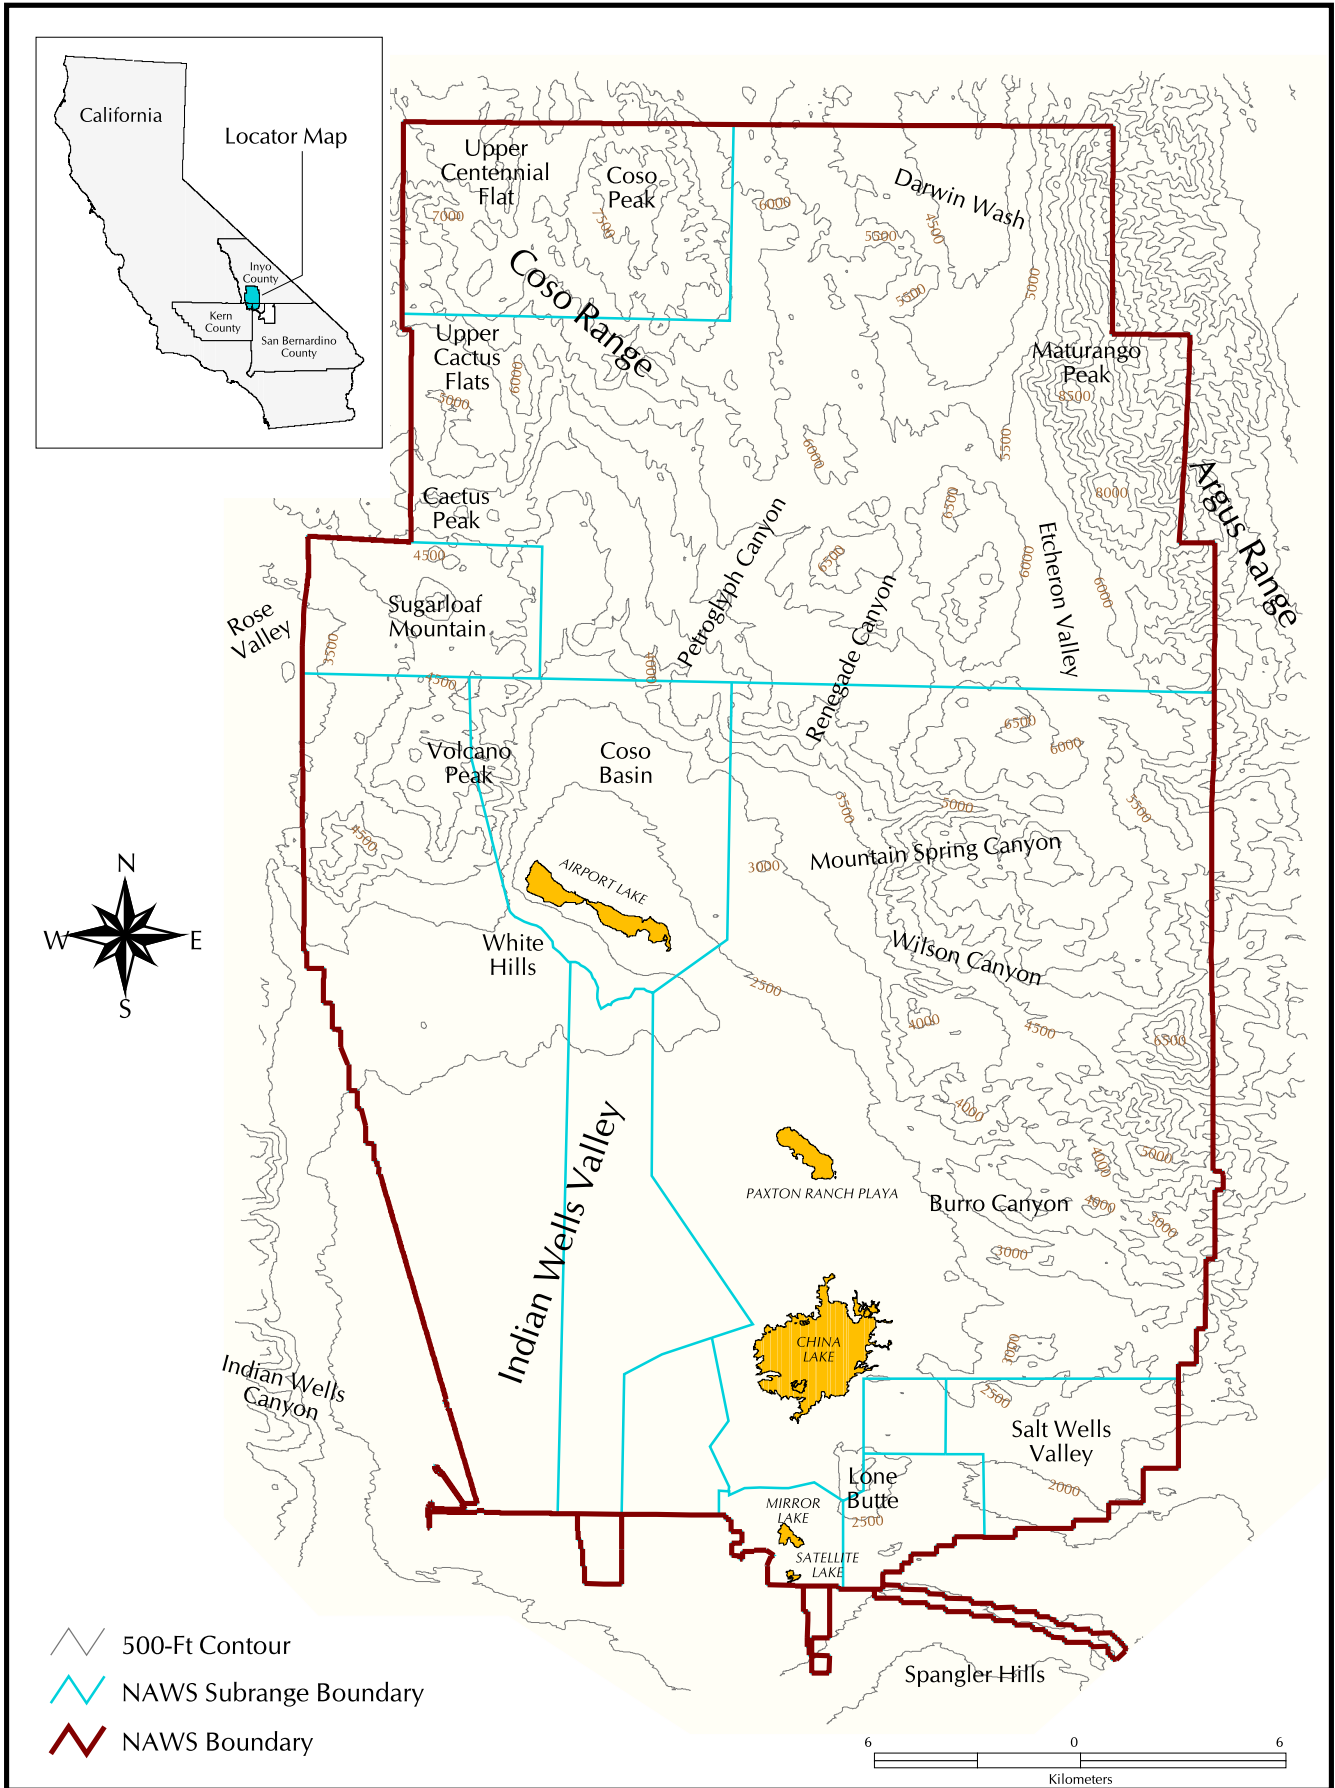 California
Locator Map
Inyo
County
Kern
County
San Bernardino
County
Upper
Centennial
Flat
7000
Coso
Peak
7500
6000
Darwin Wash
5500
4500
5500
5000
Coso Range
Upper
Cactus
Flats
5000
6000
Maturango
Peak
8500
6000
5500
8000
6500
Argus Range
Cactus
Peak
4500
Petroglyph Canyon
6500
Etcheron Valley
6000
6000
Renegade Canyon
Rose
Valley
Sugarloaf
Mountain
3500
4500
4000
6500
6000
Volcano
Peak
Coso
Basin
4500
3500
5000
5500
3000
Mountain Spring Canyon
AIRPORT LAKE
White
Hills
Wilson Canyon
2500
4000
4500
6500
N
W
E
S
4000
Indian Wells Valley
4000
5000
PAXTON RANCH PLAYA
Burro Canyon
4000
3000
3000
CHINA
LAKE
3000
Indian Wells
Canyon
2500
Salt Wells
Valley
2000
Lone
Butte
2500
MIRROR
LAKE
SATELLITE
LAKE
Spangler Hills
500-Ft Contour
NAWS Subrange Boundary
NAWS Boundary
6
0
6
Kilometers